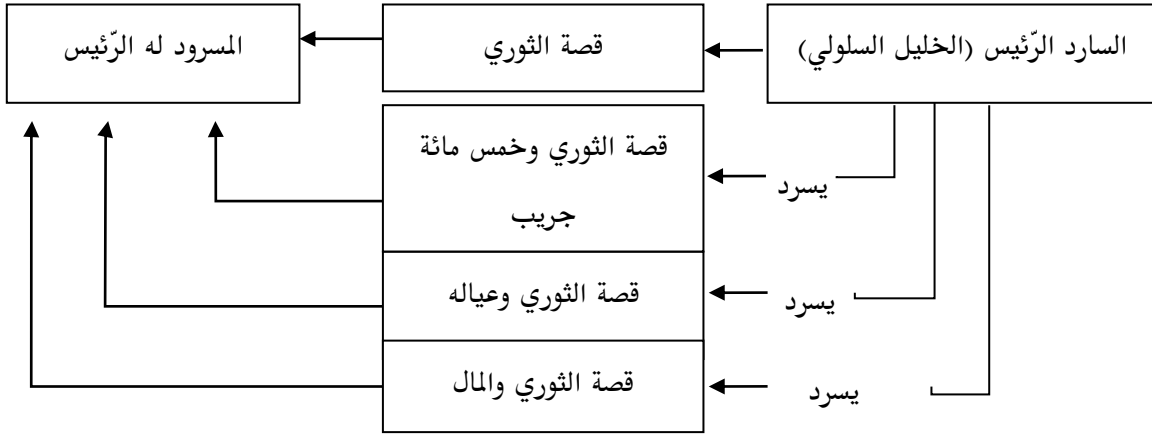 السارد الرّئيس (الخليل السلولي)
قصة الثوري
المسرود له الرّئيس
يسرد
قصة الثوري وخمس مائة
جريب
يسرد
قصة الثوري وعياله
يسرد
قصة الثوري والمال